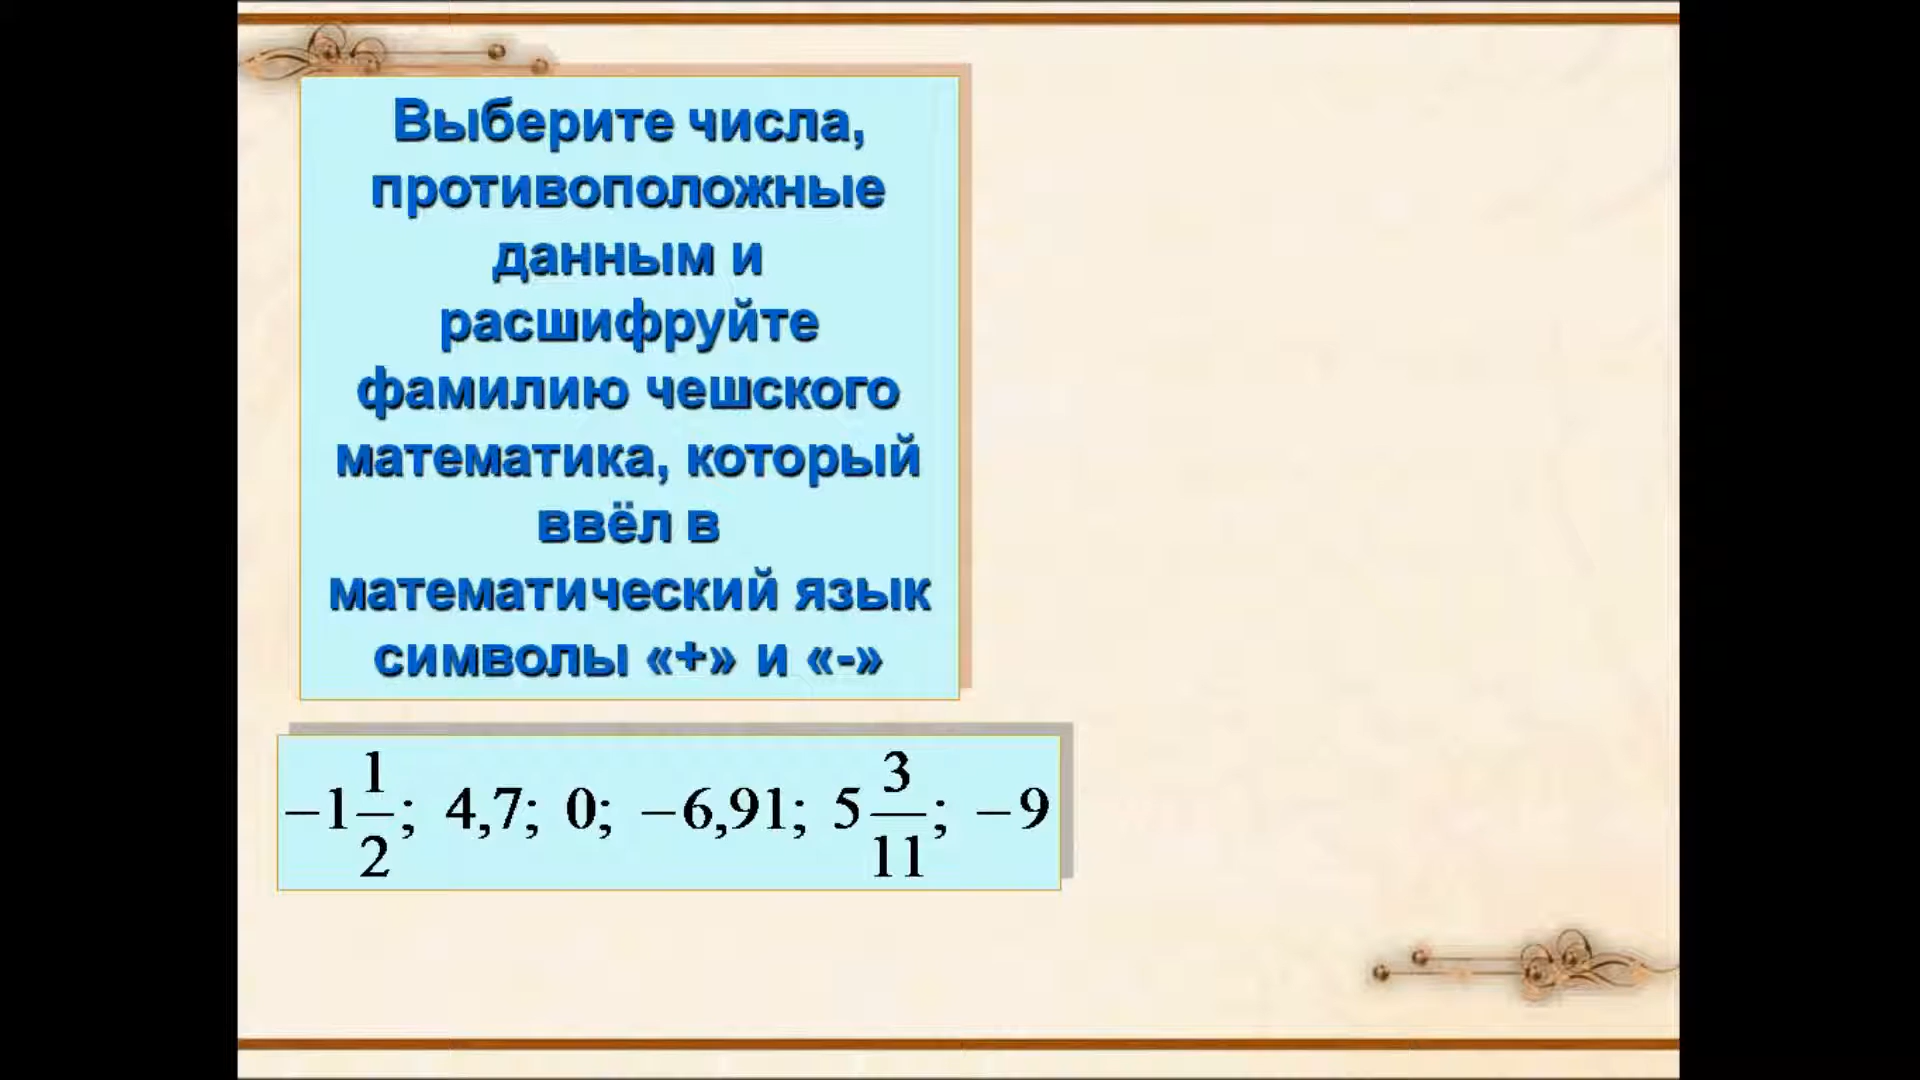 Выберите числа,
противоположные
данным и
расшифруйте
фамилию чешского
математика, который
ввёл в
математический язык
символы «+» и «-»
−1 1/2; 4,7; 0; −6,91; 5 3/11; −9